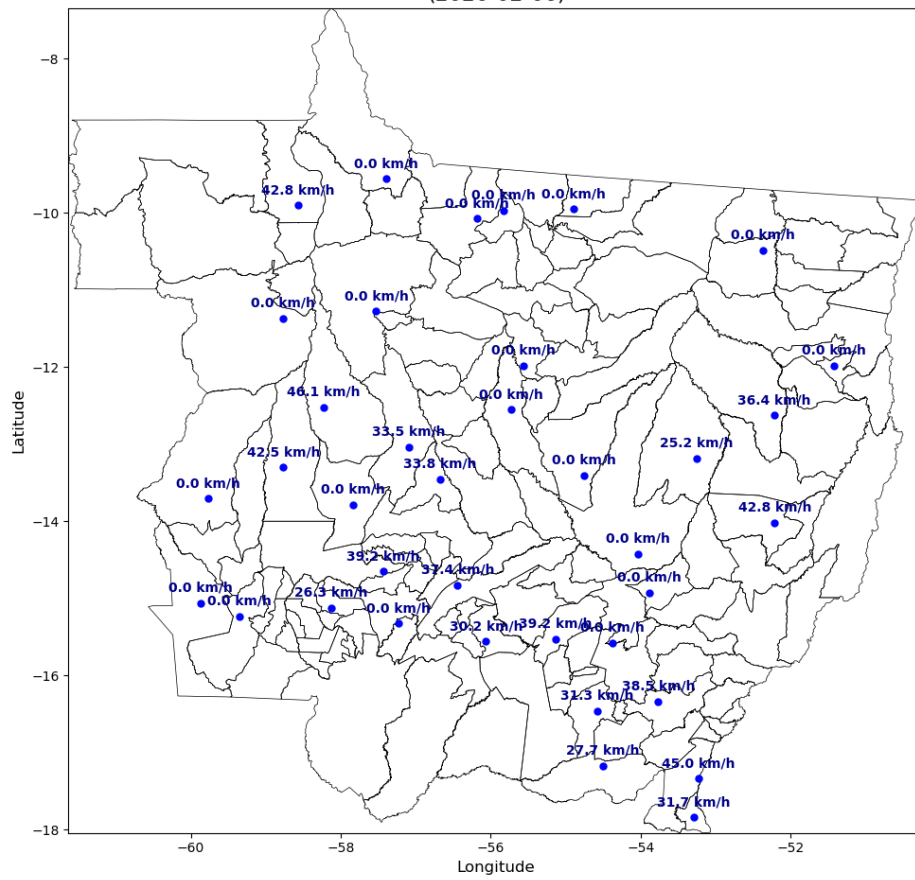 −8
0.0 km/h
42.8 km/h
0.0 km/h
0.0 km/h
0.0 km/h
−10
0.0 km/h
0.0 km/h
0.0 km/h
0.0 km/h
0.0 km/h
−12
46.1 km/h
0.0 km/h
36.4 km/h
33.5 km/h
Latitude
42.5 km/h
33.8 km/h
0.0 km/h
25.2 km/h
0.0 km/h
0.0 km/h
42.8 km/h
−14
0.0 km/h
39.2 km/h
km/h
0.0 km/h
0.0 km/h
0.0 km/h
26.3 km/h
0.0 km/h
30.2 km/h
39.2 km/h
0.0 km/h
−16
38.5 km/h
31.3 km/h
27.7 km/h
45.0 km/h
31.7 km/h
−18
−60
−58
−56
−54
−52
Longitude